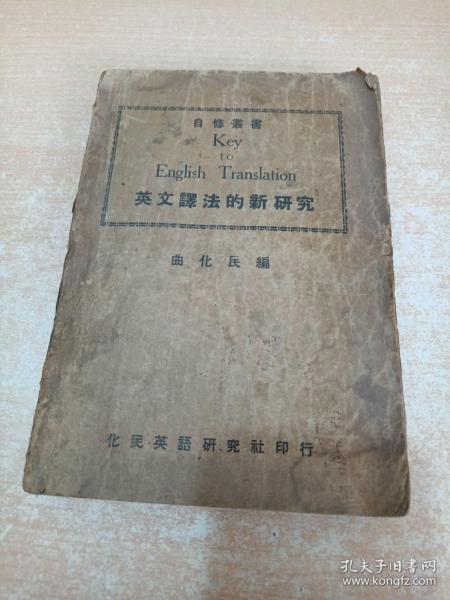 自修叢書
Key
to
English Translation
英文譯法的新研究
曲化民編
化民英語研究社印行
孔夫子旧书网
www.kongfz.com